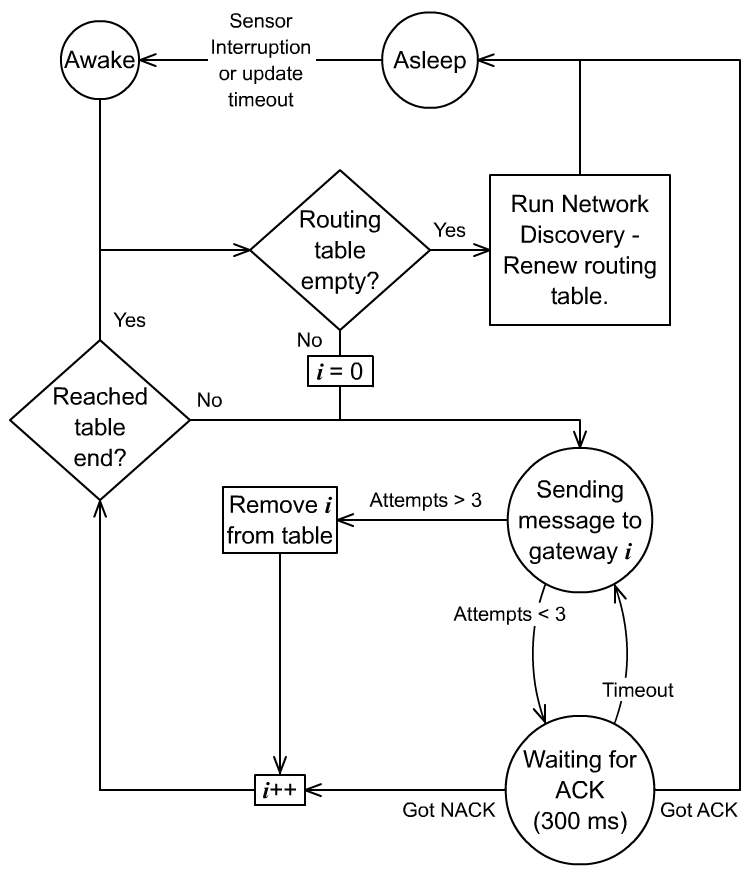 Sensor
Interruption
or update
timeout
Awake
Asleep
Routing
table
empty?
Yes
Run Network
Discovery -
Renew routing
table.
No
i = 0
Yes
Reached
table
end?
No
Sending
message to
gateway i
Attempts > 3
Remove i
from table
Attempts < 3
Timeout
Waiting for
ACK
(300 ms)
i++
Got NACK
Got ACK